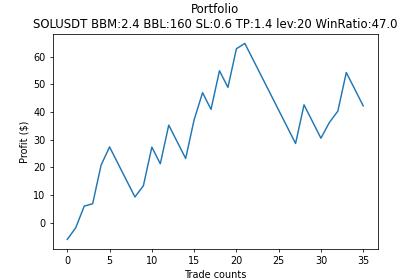 Portfolio
SOLUSDT BBM:2.4 BBL:160 SL:0.6 TP:1.4 lev:20 WinRatio:47.0
60
50
40
30
20
10
0
Profit ($)
0 5 10 15 20 25 30 35
Trade counts